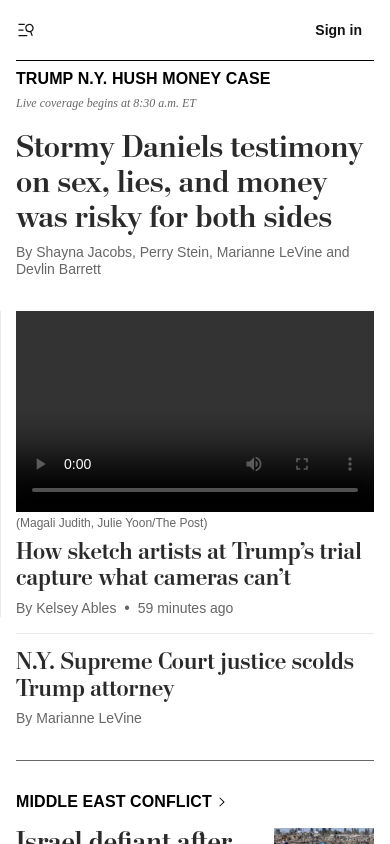 Sign in
TRUMP N.Y. HUSH MONEY CASE
Live coverage begins at 8:30 a.m. ET
Stormy Daniels testimony
on sex, lies, and money
was risky for both sides
By Shayna Jacobs, Perry Stein, Marianne LeVine and
Devlin Barrett
0:00
(Magali Judith, Julie Yoon/The Post)
How sketch artists at Trump’s trial
capture what cameras can’t
By Kelsey Ables • 59 minutes ago
N.Y. Supreme Court justice scolds
Trump attorney
By Marianne LeVine
MIDDLE EAST CONFLICT
Israel defiant after